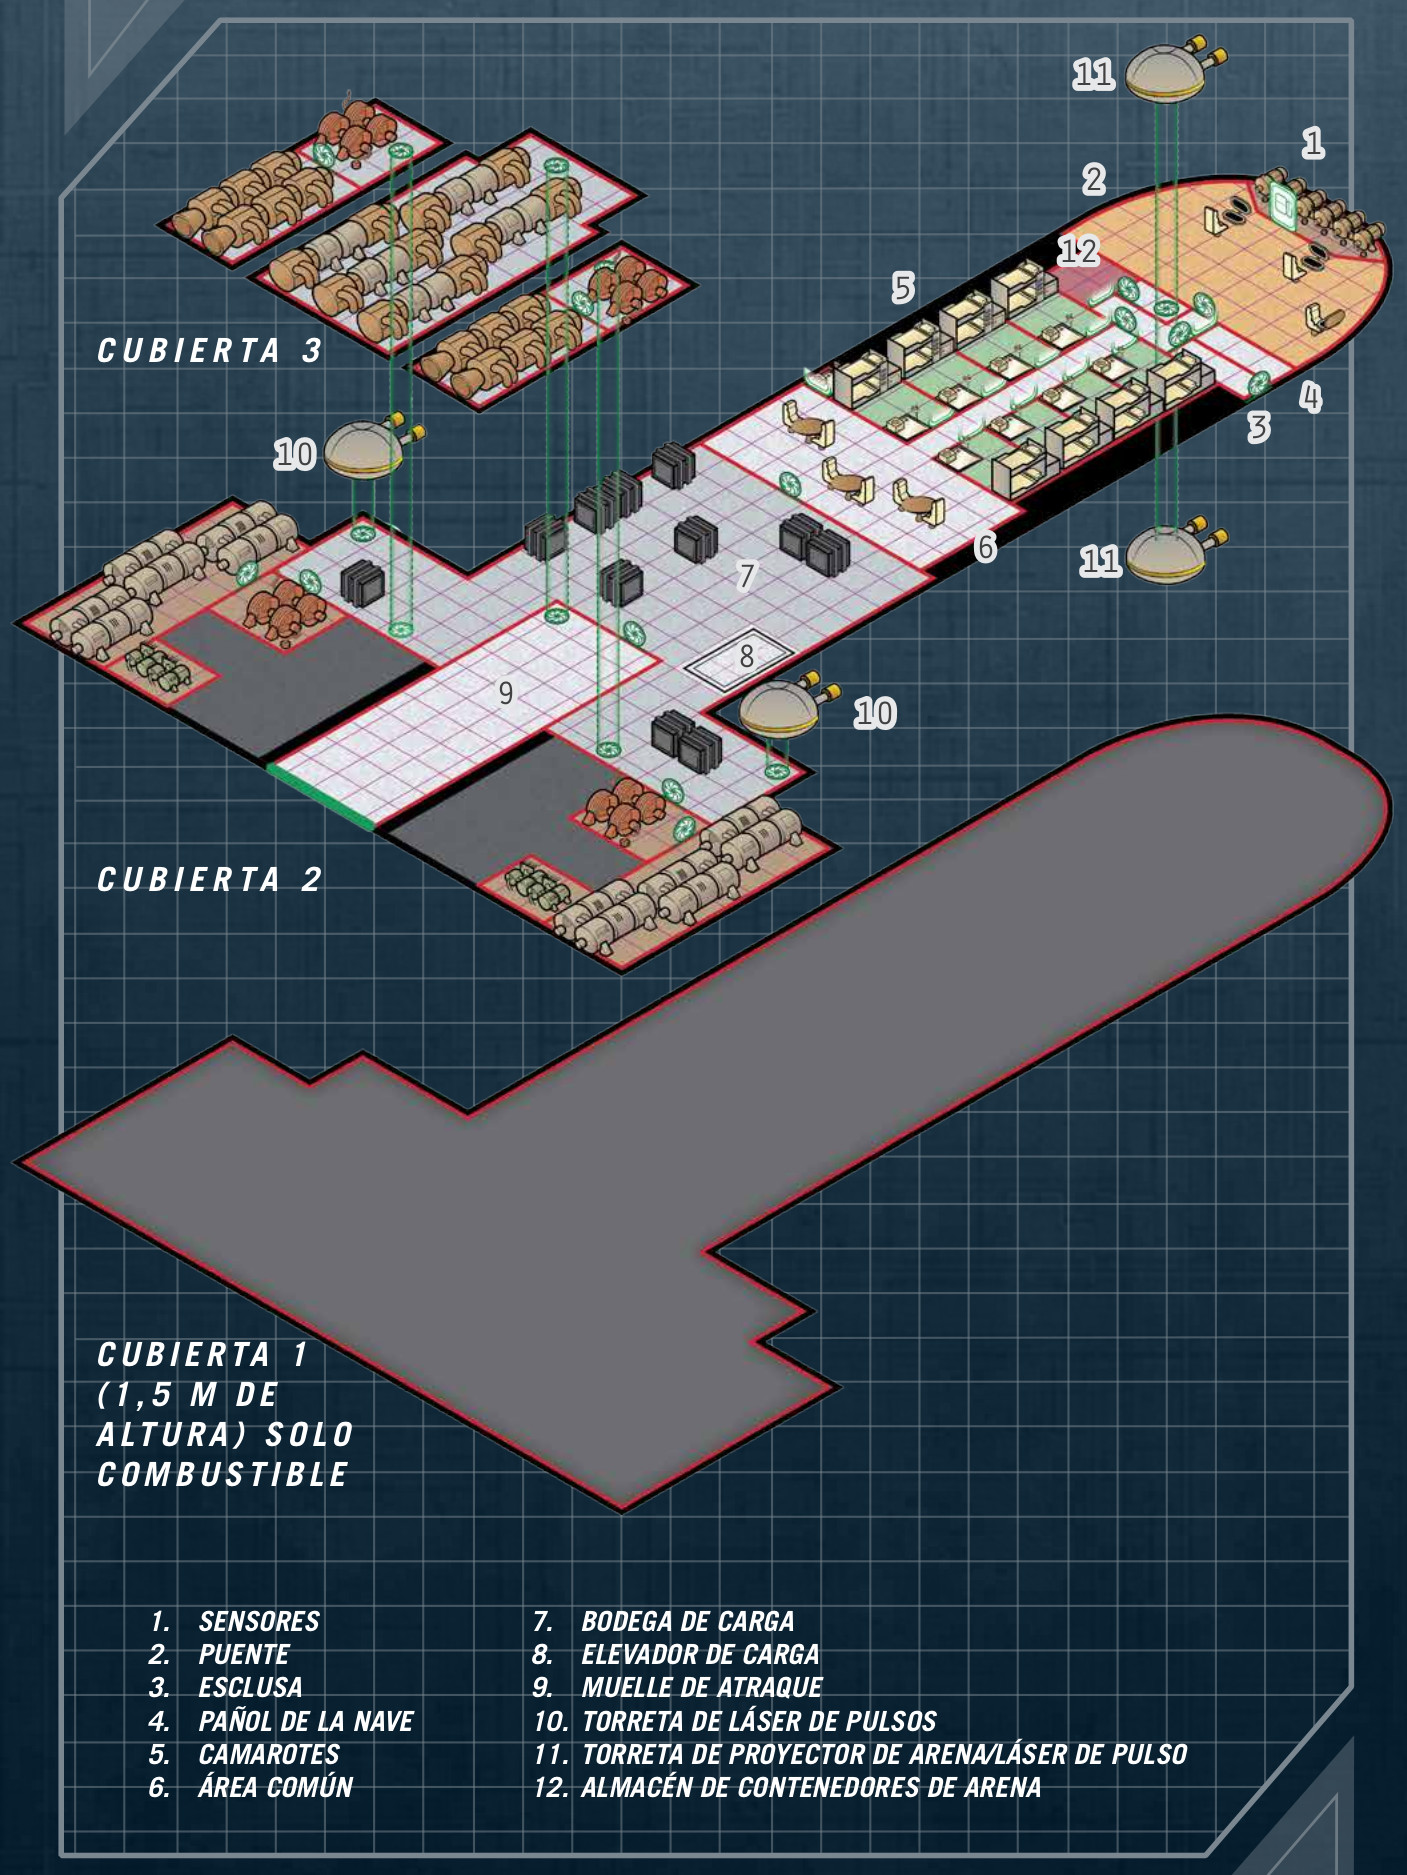 11
1
2
12
5
CUBIERTA 3
4
3
10
6
11
7
8
9
10
CUBIERTA 2
CUBIERTA 1
(1,5 M DE
ALTURA) SOLO
COMBUSTIBLE
1. SENSORES
2. PUENTE
3. ESCLUSA
4. PAÑOL DE LA NAVE
5. CAMAROTES
6. ÁREA COMÚN
7. BODEGA DE CARGA
8. ELEVADOR DE CARGA
9. MUELLE DE ATRAQUE
10. TORRETA DE LÁSER DE PULSOS
11. TORRETA DE PROYECTOR DE ARENA/LÁSER DE PULSO
12. ALMACÉN DE CONTENEDORES DE ARENA